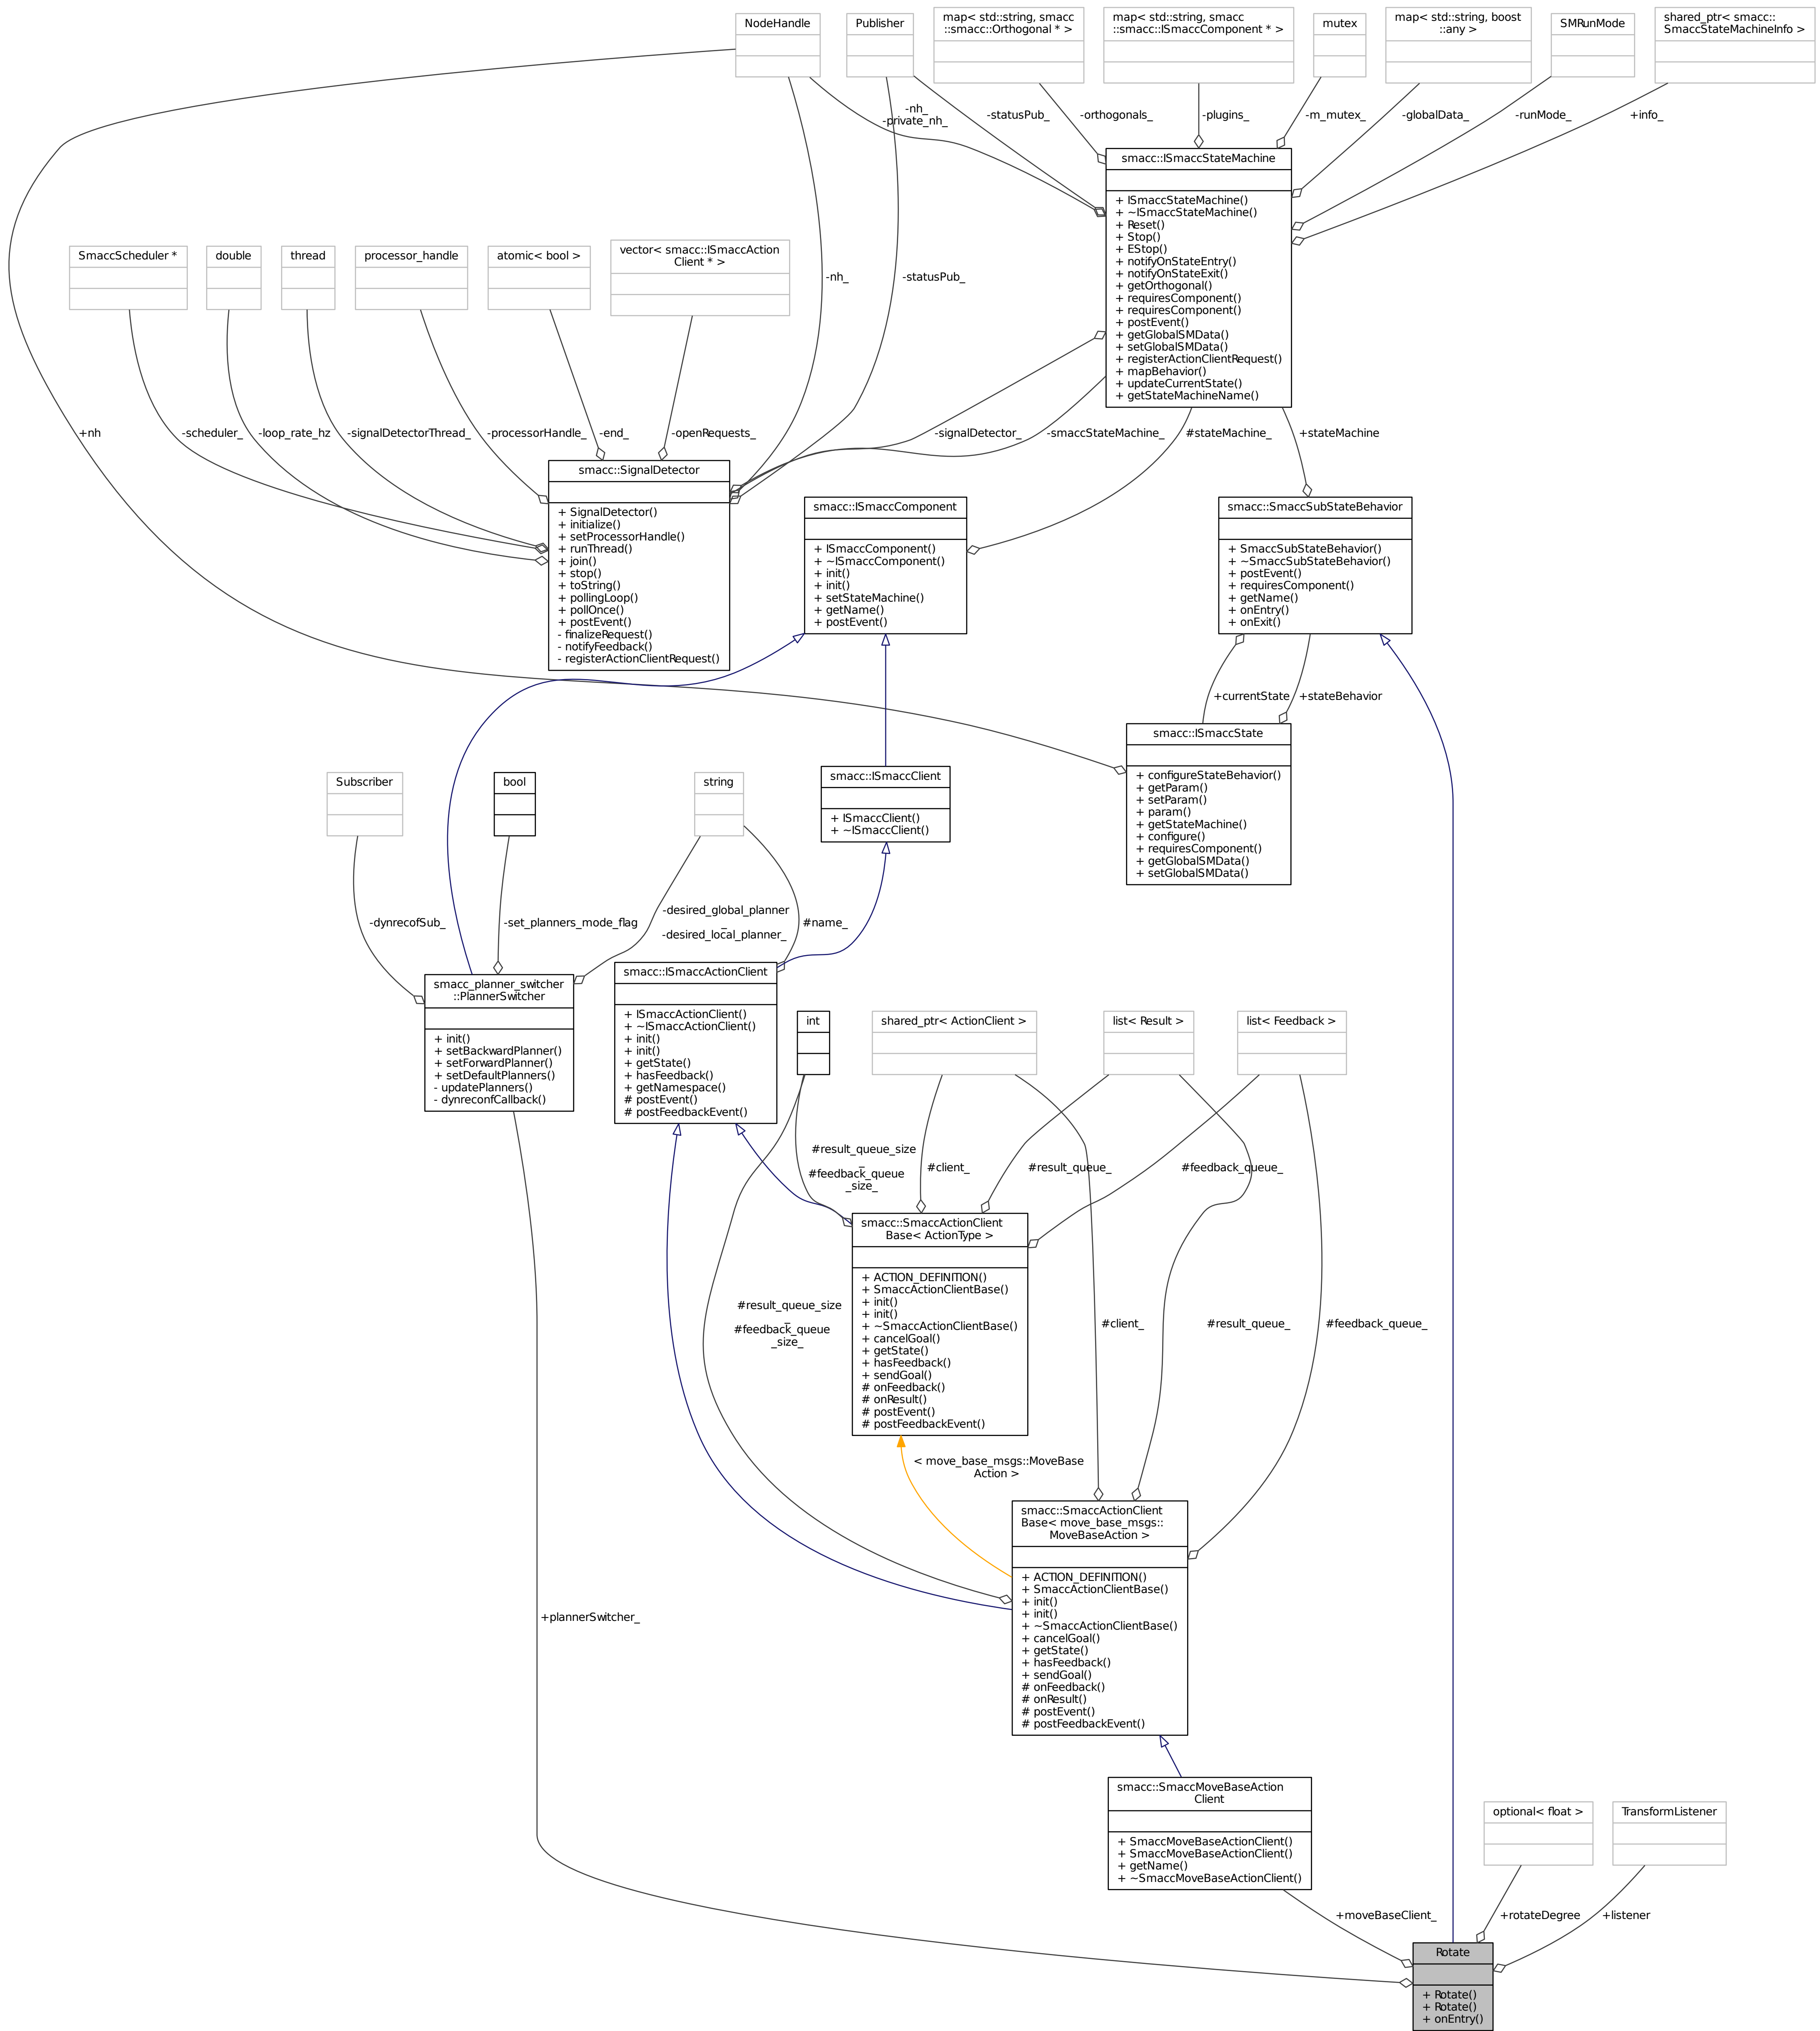 NodeHandle
Publisher
map< std::string, smacc
::smacc::Orthogonal * >
map< std::string, smacc
::smacc::ISmaccComponent * >
mutex
map< std::string, boost
::any >
SMRunMode
shared_ptr< smacc::
SmaccStateMachineInfo >
-nh_
-private_nh_
-statusPub_
-orthogonals_
-plugins_
-m_mutex_
-globalData_
-runMode_
+info_
smacc::ISmaccStateMachine
+ ISmaccStateMachine()
+ ~ISmaccStateMachine()
+ Reset()
+ Stop()
+ EStop()
+ notifyOnStateEntry()
+ notifyOnStateExit()
+ getOrthogonal()
+ requiresComponent()
+ requiresComponent()
+ postEvent()
+ getGlobalSMData()
+ setGlobalSMData()
+ registerActionClientRequest()
+ mapBehavior()
+ updateCurrentState()
+ getStateMachineName()
SmaccScheduler *
double
thread
processor_handle
atomic< bool >
vector< smacc::ISmaccAction
Client * >
-nh_
-statusPub_
+nh
-scheduler_
-loop_rate_hz
-signalDetectorThread_
-processorHandle_
-end_
-openRequests_
-signalDetector_
-smaccStateMachine_
#stateMachine_
+stateMachine
smacc::SignalDetector
+ SignalDetector()
+ initialize()
+ setProcessorHandle()
+ runThread()
+ join()
+ stop()
+ toString()
+ pollingLoop()
+ pollOnce()
+ postEvent()
- finalizeRequest()
- notifyFeedback()
- registerActionClientRequest()
smacc::ISmaccComponent
+ ISmaccComponent()
+ ~ISmaccComponent()
+ init()
+ init()
+ setStateMachine()
+ getName()
+ postEvent()
smacc::SmaccSubStateBehavior
+ SmaccSubStateBehavior()
+ ~SmaccSubStateBehavior()
+ postEvent()
+ requiresComponent()
+ getName()
+ onEntry()
+ onExit()
+currentState
+stateBehavior
smacc::ISmaccState
+ configureStateBehavior()
+ getParam()
+ setParam()
+ param()
+ getStateMachine()
+ configure()
+ requiresComponent()
+ getGlobalSMData()
+ setGlobalSMData()
Subscriber
bool
string
smacc::ISmaccClient
+ ISmaccClient()
+ ~ISmaccClient()
-dynrecofSub_
-set_planners_mode_flag
-desired_global_planner
_
-desired_local_planner_
#name_
smacc_planner_switcher
::PlannerSwitcher
+ init()
+ setBackwardPlanner()
+ setForwardPlanner()
+ setDefaultPlanners()
- updatePlanners()
- dynreconfCallback()
smacc::ISmaccActionClient
+ ISmaccActionClient()
+ ~ISmaccActionClient()
+ init()
+ init()
+ getState()
+ hasFeedback()
+ getNamespace()
# postEvent()
# postFeedbackEvent()
int
shared_ptr< ActionClient >
list< Result >
list< Feedback >
#result_queue_size
_
#feedback_queue
_size_
#client_
#result_queue_
#feedback_queue_
smacc::SmaccActionClient
Base< ActionType >
+ ACTION_DEFINITION()
+ SmaccActionClientBase()
+ init()
+ init()
+ ~SmaccActionClientBase()
+ cancelGoal()
+ getState()
+ hasFeedback()
+ sendGoal()
# onFeedback()
# onResult()
# postEvent()
# postFeedbackEvent()
#result_queue_size
_
#feedback_queue
_size_
#client_
#result_queue_
#feedback_queue_
< move_base_msgs::MoveBase
Action >
smacc::SmaccActionClient
Base< move_base_msgs::
MoveBaseAction >
+ ACTION_DEFINITION()
+ SmaccActionClientBase()
+ init()
+ init()
+ ~SmaccActionClientBase()
+ cancelGoal()
+ getState()
+ hasFeedback()
+ sendGoal()
# onFeedback()
# onResult()
# postEvent()
# postFeedbackEvent()
+plannerSwitcher_
smacc::SmaccMoveBaseAction
Client
+ SmaccMoveBaseActionClient()
+ SmaccMoveBaseActionClient()
+ getName()
+ ~SmaccMoveBaseActionClient()
optional< float >
TransformListener
+moveBaseClient_
+rotateDegree
+listener
Rotate
+ Rotate()
+ Rotate()
+ onEntry()